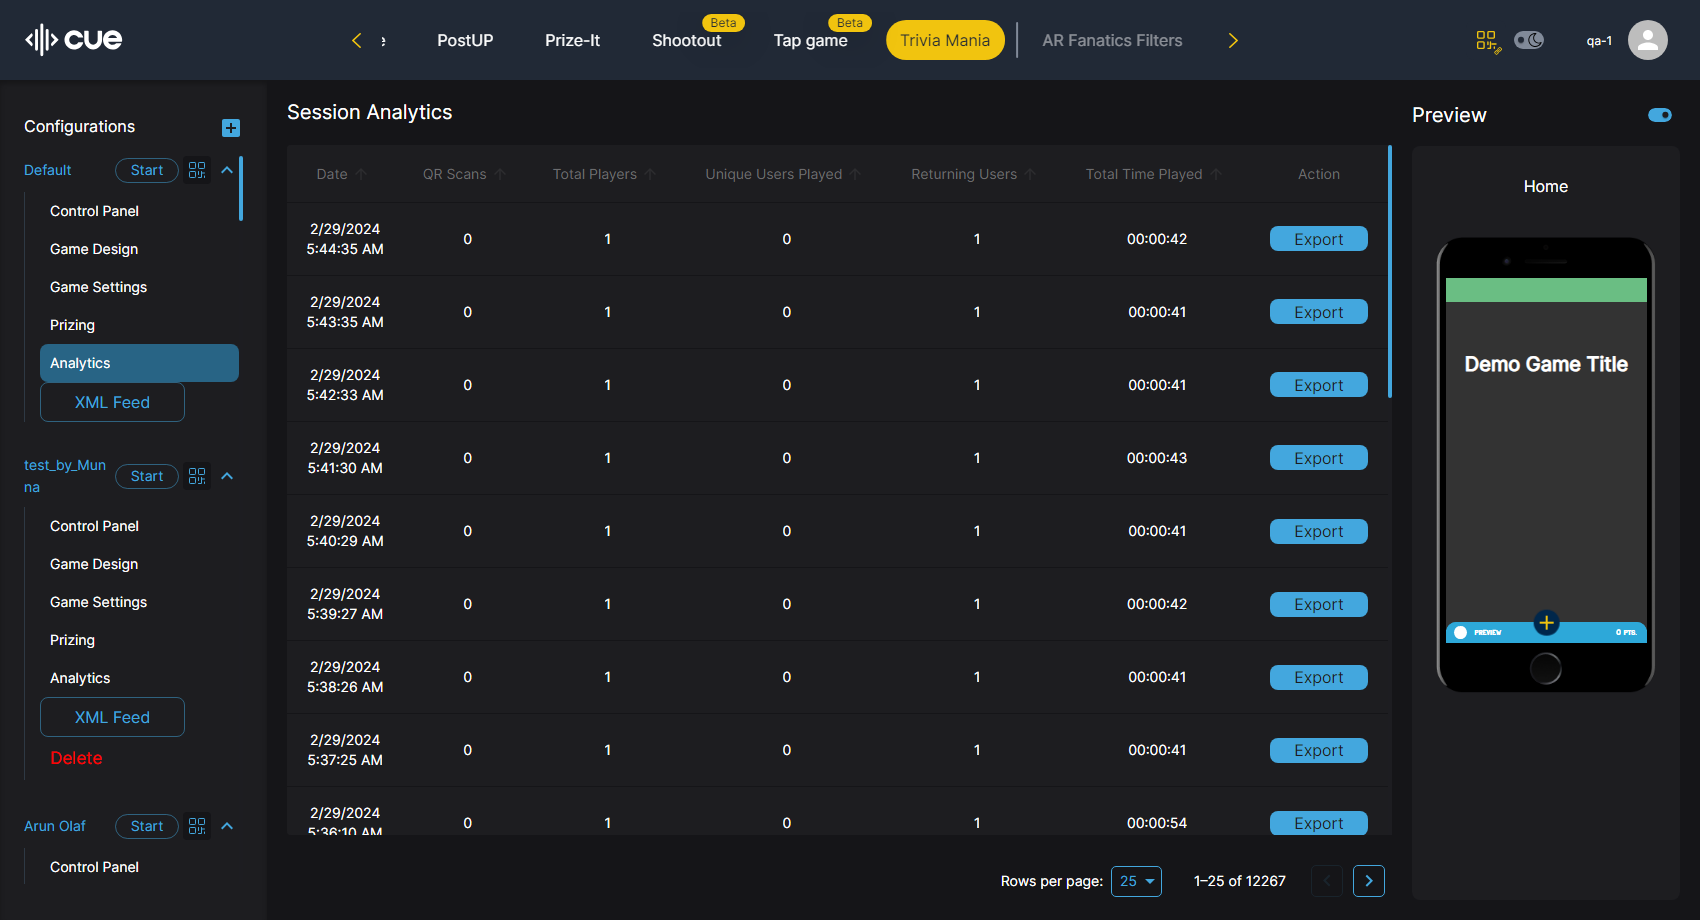 cue
PostUP
Prize-It
Beta
Shootout
Beta
Tap game
Trivia Mania
AR Fanatics Filters
qa-1
Configurations
Default
Start
Control Panel
Game Design
Game Settings
Prizing
Analytics
XML Feed
test_by_Mun
na
Start
Control Panel
Game Design
Game Settings
Prizing
Analytics
XML Feed
Delete
Arun Olaf
Start
Control Panel
Session Analytics
Date QR Scans Total Players Unique Users Played Returning Users Total Time Played Action
2/29/2024
5:44:35 AM
0 1 0 1 00:00:42 Export
2/29/2024
5:43:35 AM
0 1 0 1 00:00:41 Export
2/29/2024
5:42:33 AM
0 1 0 1 00:00:41 Export
2/29/2024
5:41:30 AM
0 1 0 1 00:00:43 Export
2/29/2024
5:40:29 AM
0 1 0 1 00:00:41 Export
2/29/2024
5:39:27 AM
0 1 0 1 00:00:42 Export
2/29/2024
5:38:26 AM
0 1 0 1 00:00:41 Export
2/29/2024
5:37:25 AM
0 1 0 1 00:00:41 Export
2/29/2024
5:36:10 AM
0 1 0 1 00:00:54 Export
Rows per page: 25 1–25 of 12267
Preview
Home
Demo Game Title
PREVIEW
0 PTS.